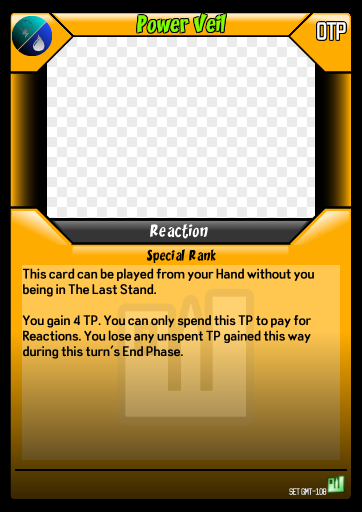 Power Veil
0TP
Reaction
Special Rank
This card can be played from your Hand without you
being in The Last Stand.
You gain 4 TP. You can only spend this TP to pay for
Reactions. You lose any unspent TP gained this way
during this turn's End Phase.
SET GMT-108